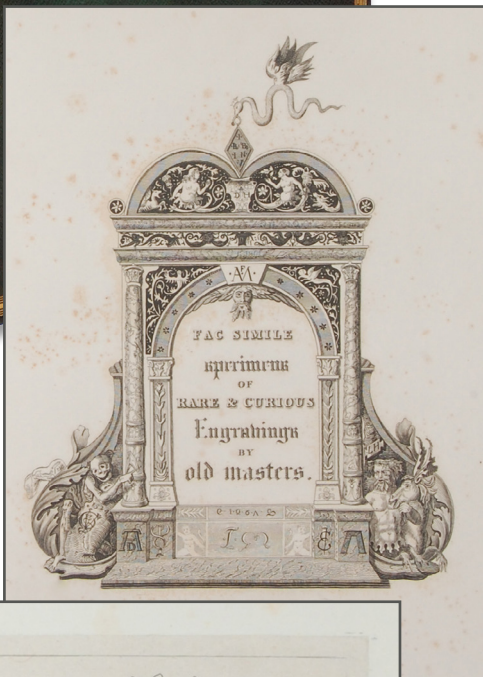 FAC SIMILE
specimens
OF
RARE & CURIOUS
Engravings
BY
old masters.